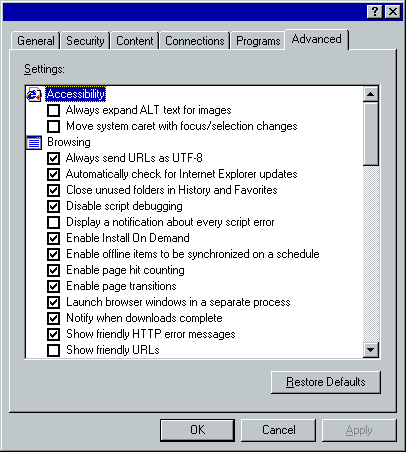 General Security Content Connections Programs Advanced
Settings:
Accessibility
Always expand ALT text for images
Move system caret with focus/selection changes
Browsing
Always send URLs as UTF-8
Automatically check for Internet Explorer updates
Close unused folders in History and Favorites
Disable script debugging
Display a notification about every script error
Enable Install On Demand
Enable offline items to be synchronized on a schedule
Enable page hit counting
Enable page transitions
Launch browser windows in a separate process
Notify when downloads complete
Show friendly HTTP error messages
Show friendly URLs
Restore Defaults
OK Cancel Apply